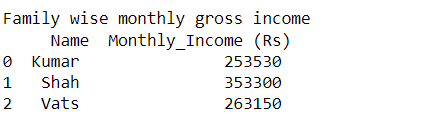 Family wise monthly gross income
Name Monthly_Income (Rs)
0 Kumar 253530
1 Shah 353300
2 Vats 263150